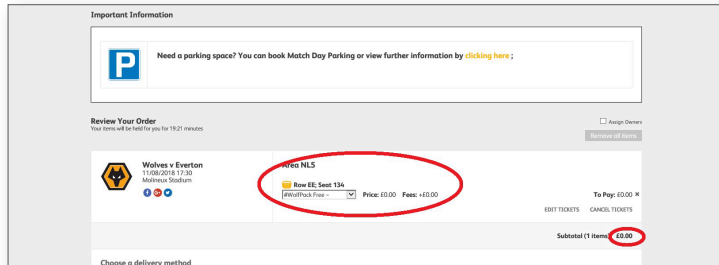 Important Information
P
Need a parking space? You can book Match Day Parking or view further information by clicking here ;
Review Your Order
Your items will be held for you for 19:21 minutes
Assign Owners
Remove all items
Wolves v Everton
11/08/2018 17:30
Molineux Stadium
Area NL5
Row EE; Seat 134
#WolfPack Free – Price: £0.00 Fees: +£0.00
To Pay: £0.00 ×
EDIT TICKETS CANCEL TICKETS
Subtotal (1 items) £0.00
Choose a delivery method